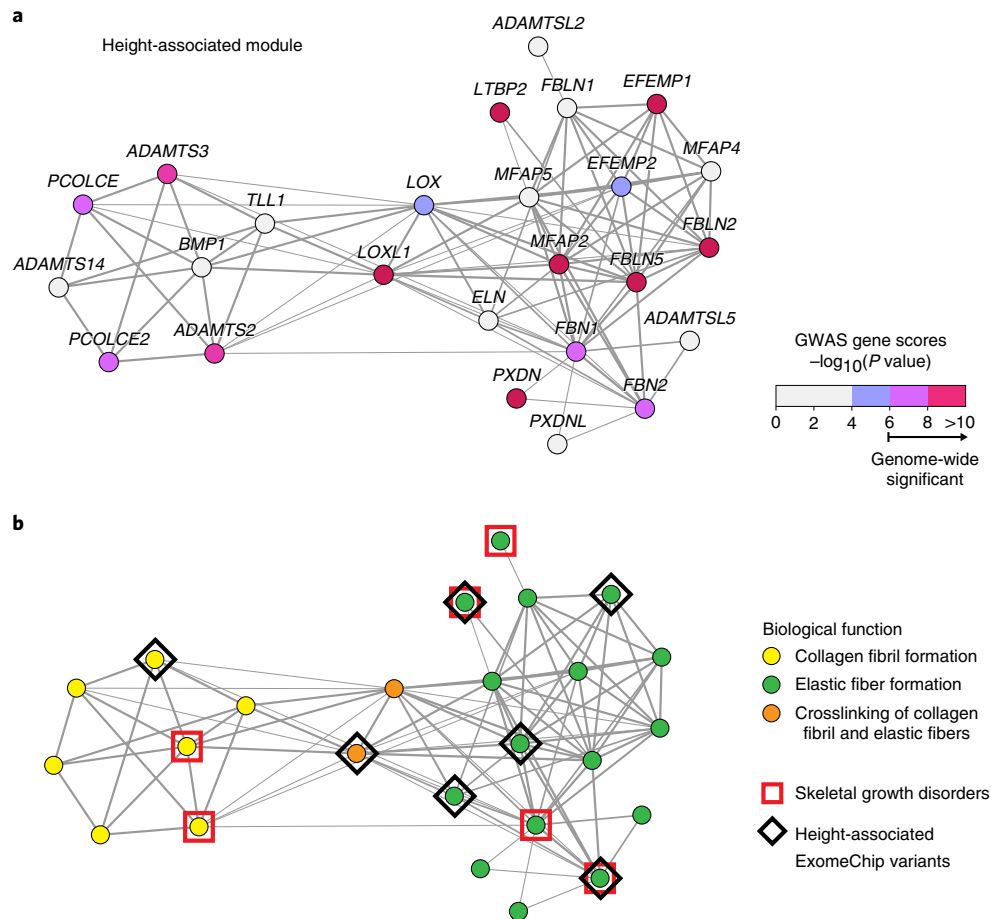 a
Height-associated module
ADAMTSL2
LTBP2
FBLN1
EFEMP1
ADAMTS3
PCOLCE
TLL1
LOX
MFAP5
EFEMP2
MFAP4
BMP1
ADAMTS14
LOXL1
MFAP2
FBLN5
FBLN2
PCOLCE2
ADAMTS2
ELN
FBN1
ADAMTSL5
PXDN
FBN2
PXDNL
GWAS gene scores
–log10(P value)
0 2 4 6 8 >10
Genome-wide
significant
b
Biological function
Collagen fibril formation
Elastic fiber formation
Crosslinking of collagen
fibril and elastic fibers
Skeletal growth disorders
Height-associated
ExomeChip variants